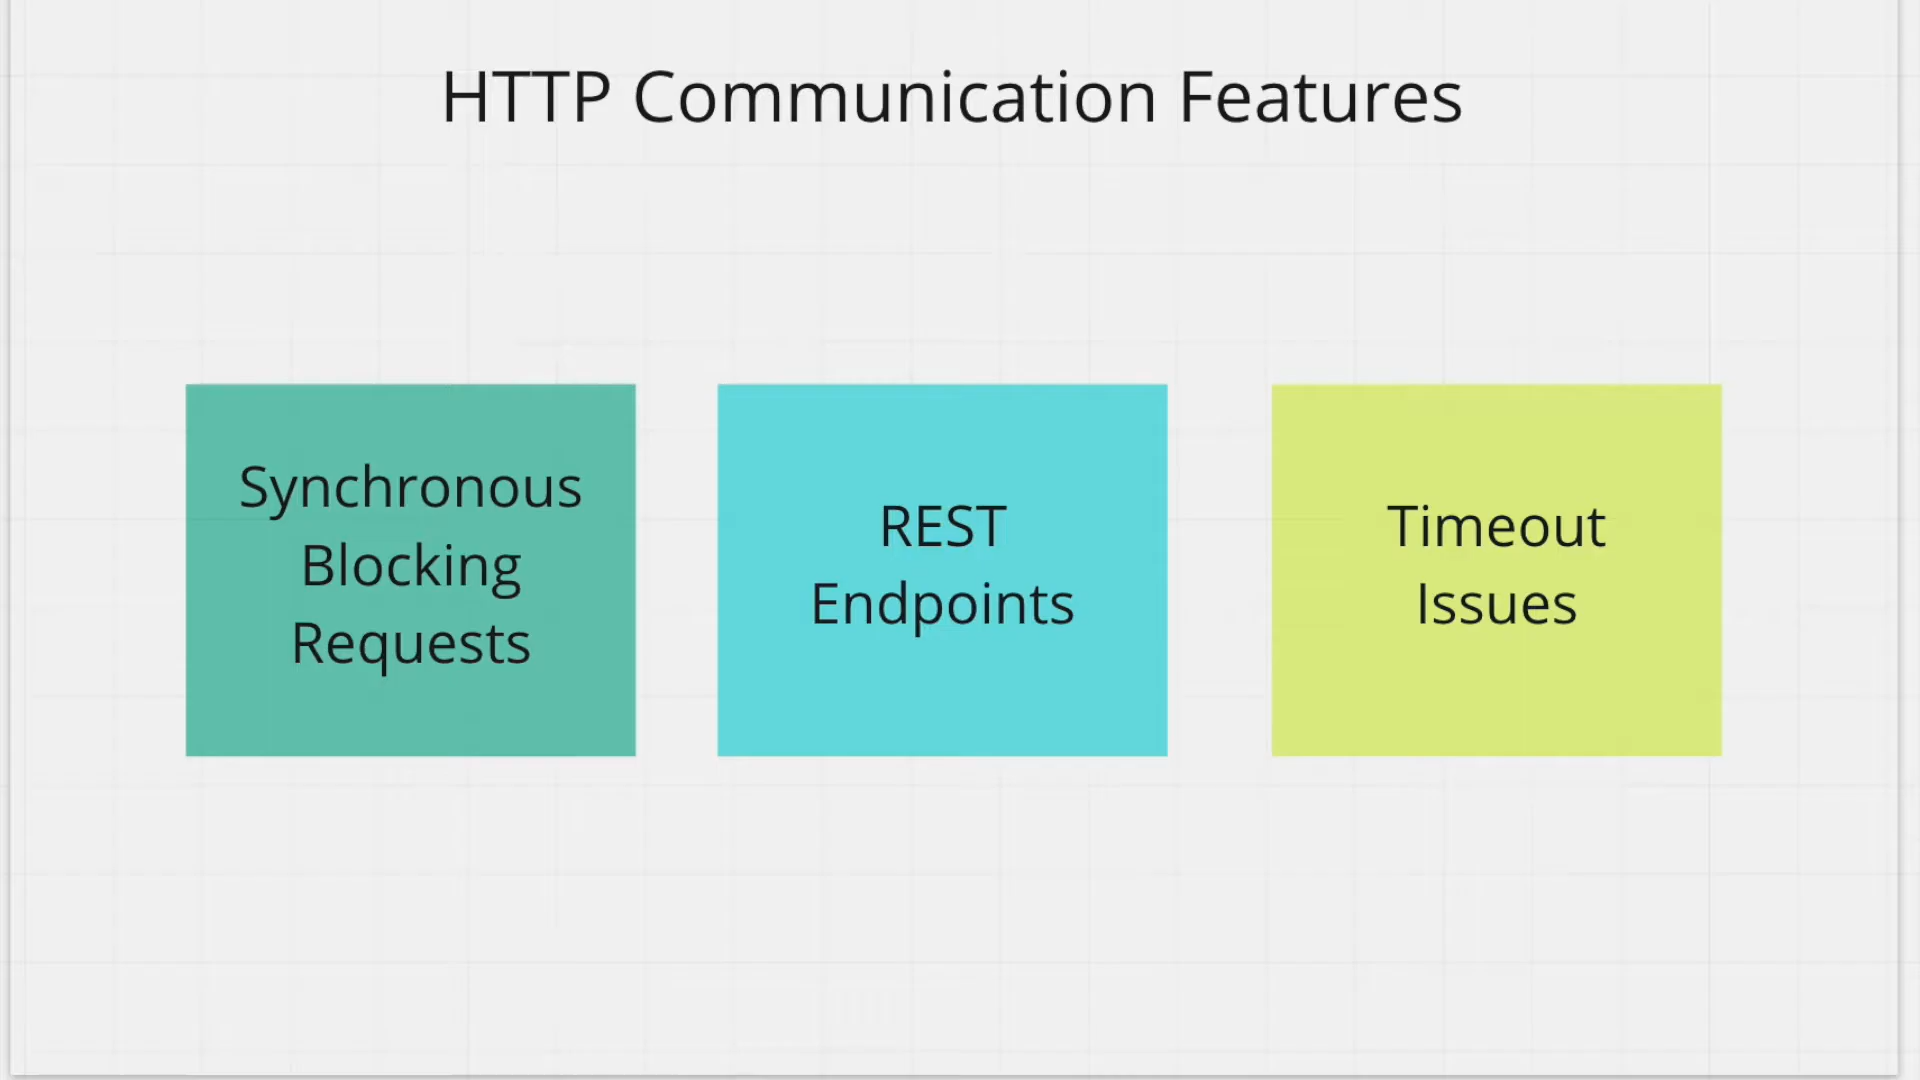 HTTP Communication Features
Synchronous
Blocking
Requests
REST
Endpoints
Timeout
Issues